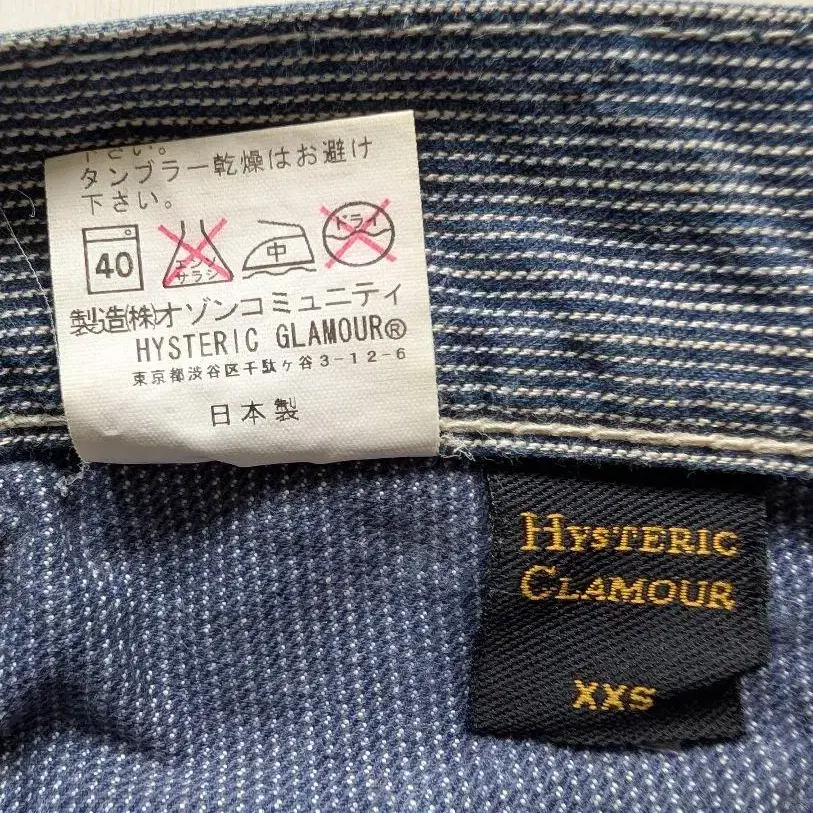 下さい。
タンブラー乾燥はお避け
下さい。
40
エンソ
サラシ
中
ドライ
製造(株)オゾンコミュニティ
HYSTERIC GLAMOUR®
東京都渋谷区千駄ヶ谷3-12-6
日本製
HYSTERIC
GLAMOUR
XXS